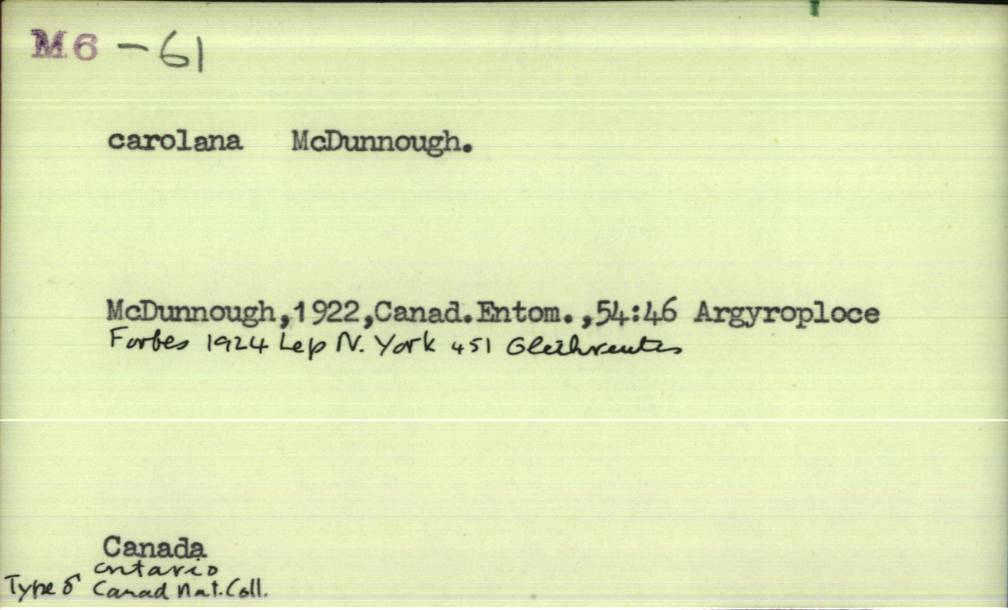 M6 - 61
carolana McDunnough.
McDunnough,1922,Canad.Entom.,54:46 Argyroploce
Forbes 1924 Lep N. York 451 Olethreutes
Canada
Ontario
Type ♂ Canad Nat. Coll.